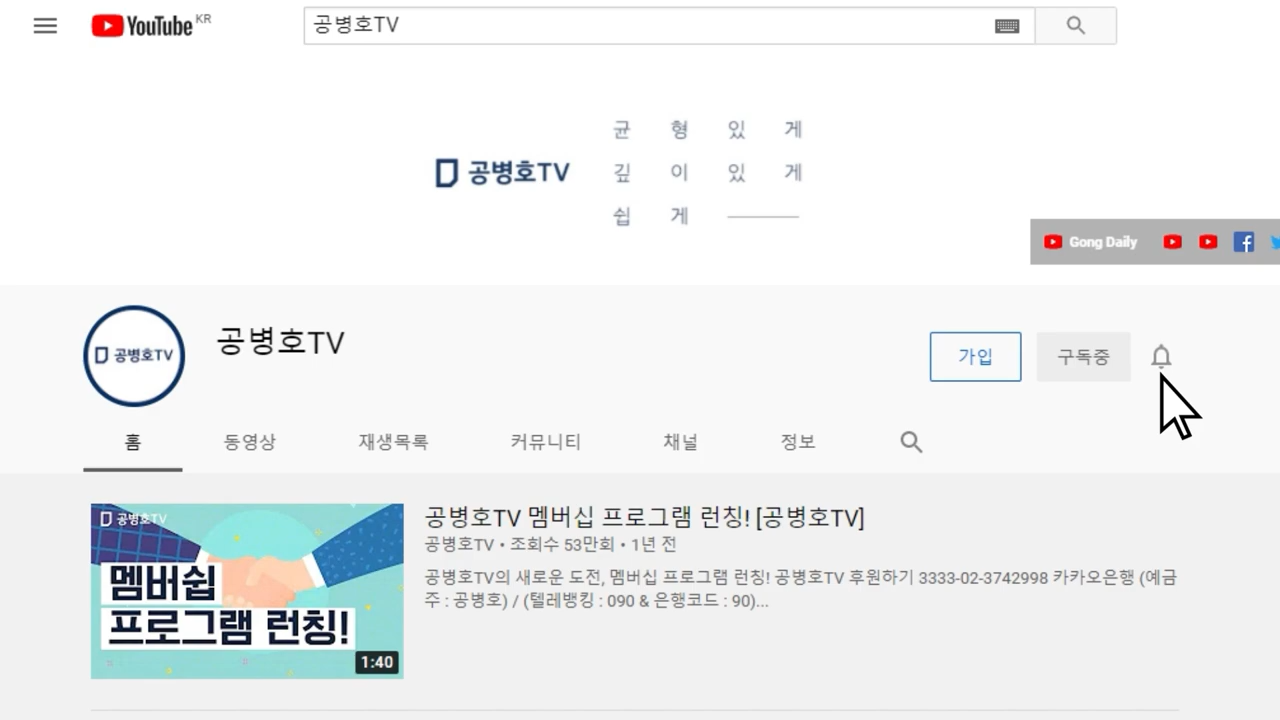 YouTube KR
공병호TV
균 형 있 게
공병호TV 깊 이 있 게
쉽 게
Gong Daily
공병호TV
공병호TV
가입
구독중
홈 동영상 재생목록 커뮤니티 채널 정보
공병호TV
멤버쉽
프로그램 런칭!
1:40
공병호TV 멤버십 프로그램 런칭! [공병호TV]
공병호TV • 조회수 53만회 • 1년 전
공병호TV의 새로운 도전, 멤버십 프로그램 런칭! 공병호TV 후원하기 3333-02-3742998 카카오은행 (예금
주 : 공병호) / (텔레뱅킹 : 090 & 은행코드 : 90)...